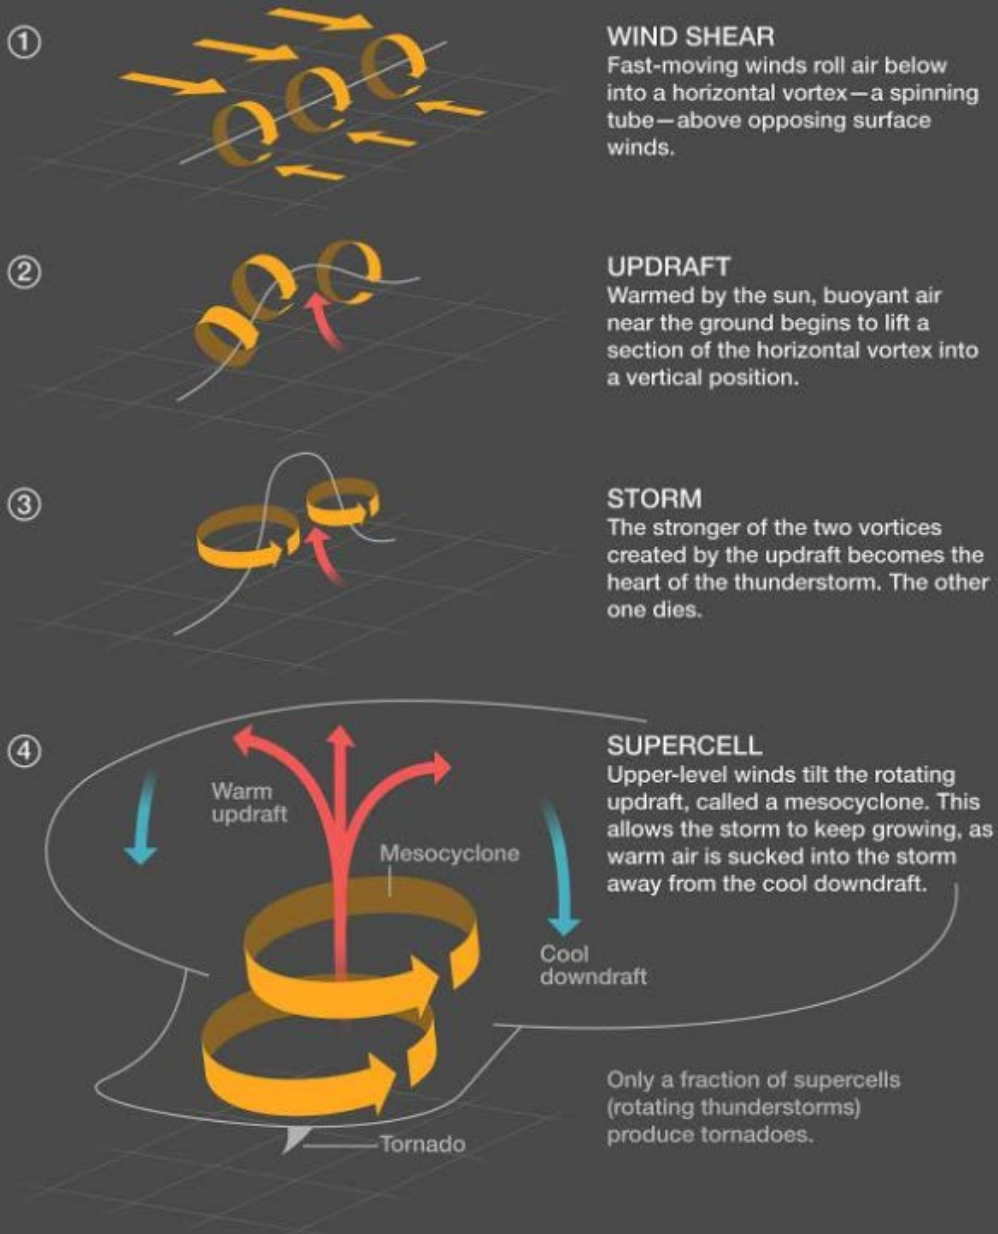 ①
WIND SHEAR
Fast-moving winds roll air below
into a horizontal vortex—a spinning
tube—above opposing surface
winds.
②
UPDRAFT
Warmed by the sun, buoyant air
near the ground begins to lift a
section of the horizontal vortex into
a vertical position.
③
STORM
The stronger of the two vortices
created by the updraft becomes the
heart of the thunderstorm. The other
one dies.
④
SUPERCELL
Upper-level winds tilt the rotating
updraft, called a mesocyclone. This
allows the storm to keep growing, as
warm air is sucked into the storm
away from the cool downdraft.
Warm
updraft
Mesocyclone
Cool
downdraft
Only a fraction of supercells
(rotating thunderstorms)
produce tornadoes.
Tornado